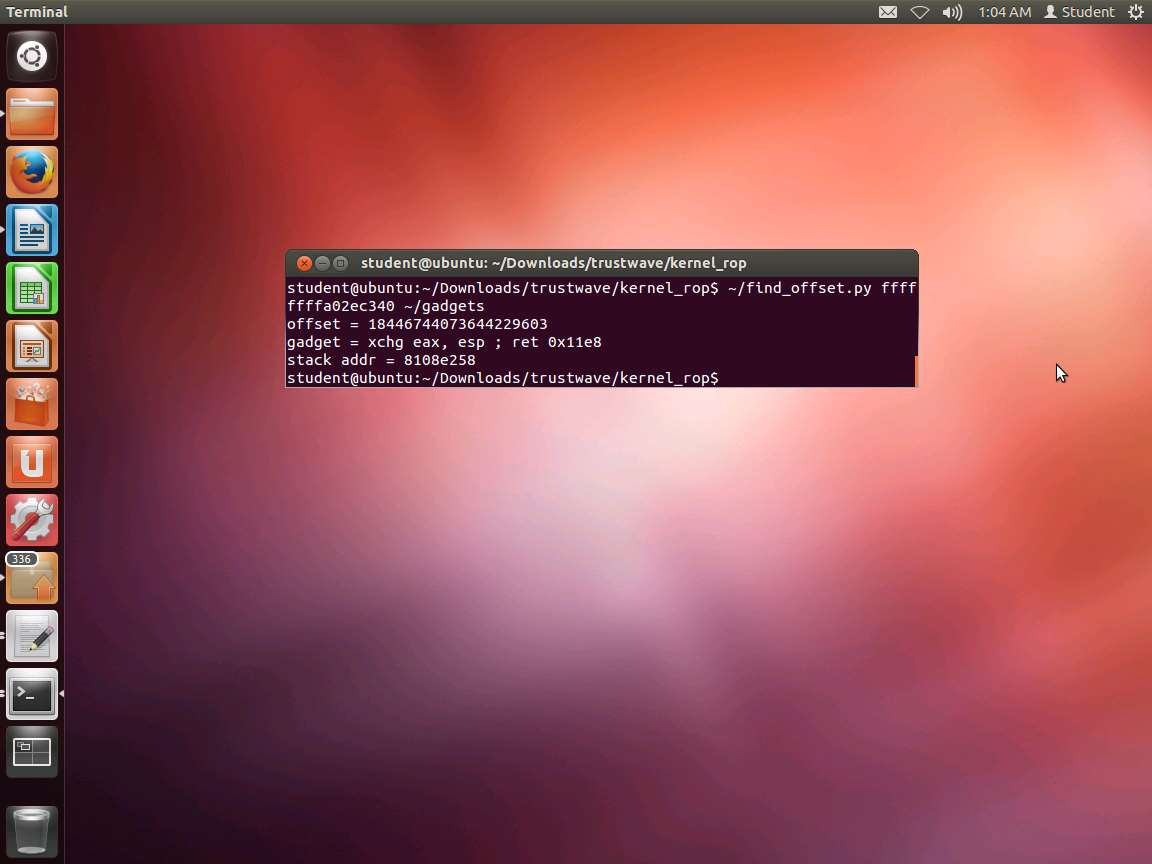 Terminal
1:04 AM
Student
336
student@ubuntu: ~/Downloads/trustwave/kernel_rop
student@ubuntu:~/Downloads/trustwave/kernel_rop$ ~/find_offset.py ffff
ffffa02ec340 ~/gadgets
offset = 18446744073644229603
gadget = xchg eax, esp ; ret 0x11e8
stack addr = 8108e258
student@ubuntu:~/Downloads/trustwave/kernel_rop$